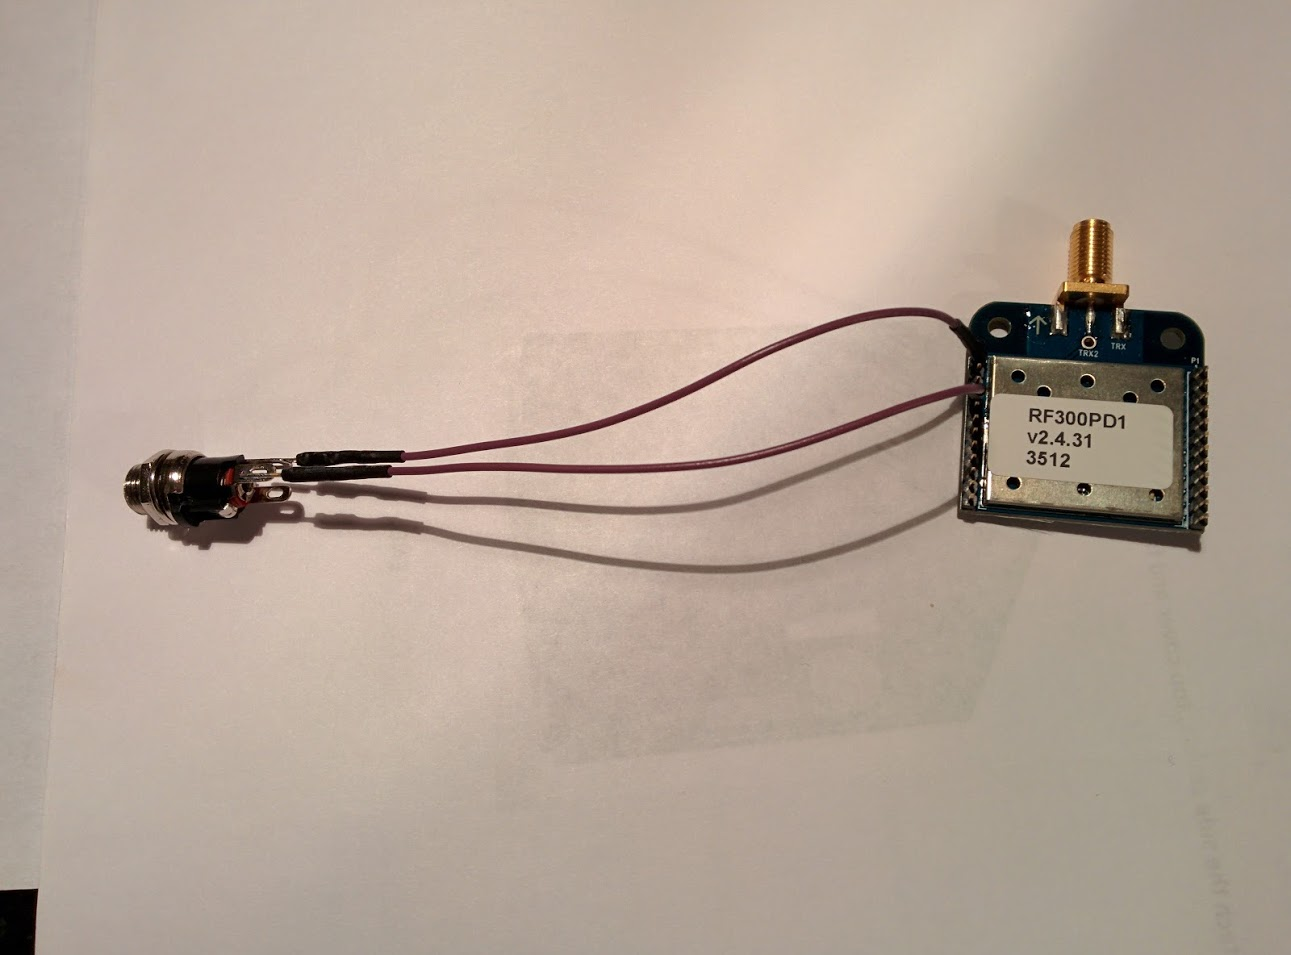 TRX2
TRX
P1
RF300PD1
v2.4.31
3512